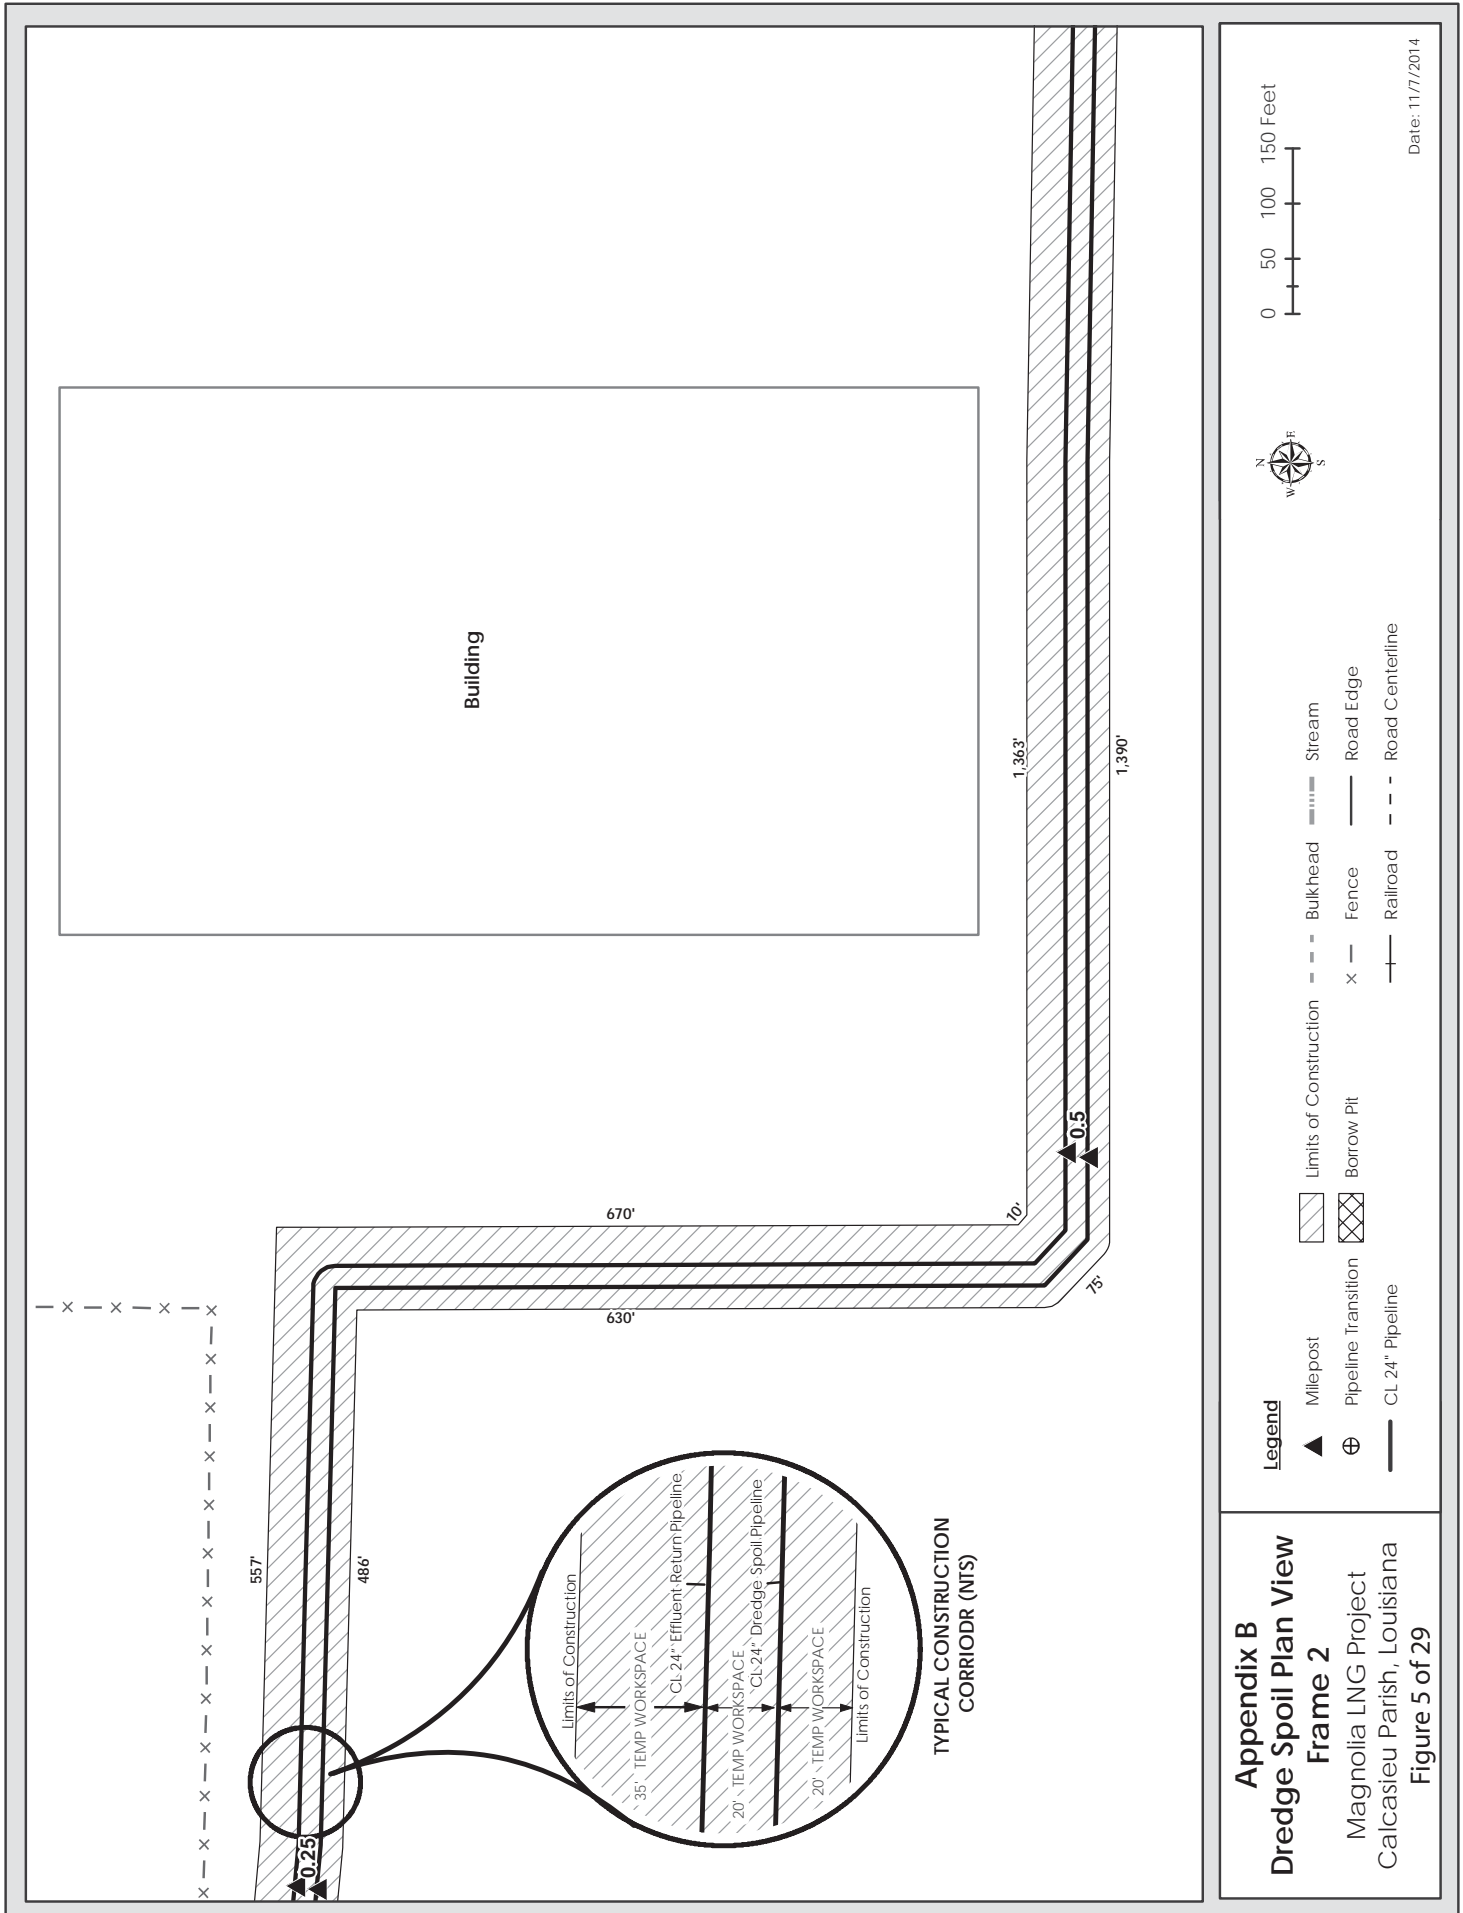 Building
557'
486'
670'
630'
10'
75'
1,363'
1,390'
0.25
0.5
Limits of Construction
35' TEMP WORKSPACE
CL 24" Effluent Return Pipeline
20' TEMP WORKSPACE
CL 24" Dredge Spoil Pipeline
20' TEMP WORKSPACE
Limits of Construction
TYPICAL CONSTRUCTION
CORRIODR (NTS)
Appendix B
Dredge Spoil Plan View
Frame 2
Magnolia LNG Project
Calcasieu Parish, Louisiana
Figure 5 of 29
Legend
Milepost
Pipeline Transition
CL 24" Pipeline
Limits of Construction
Borrow Pit
Bulkhead
Fence
Railroad
Stream
Road Edge
Road Centerline
N
W
E
S
0 50 100 150 Feet
Date: 11/7/2014